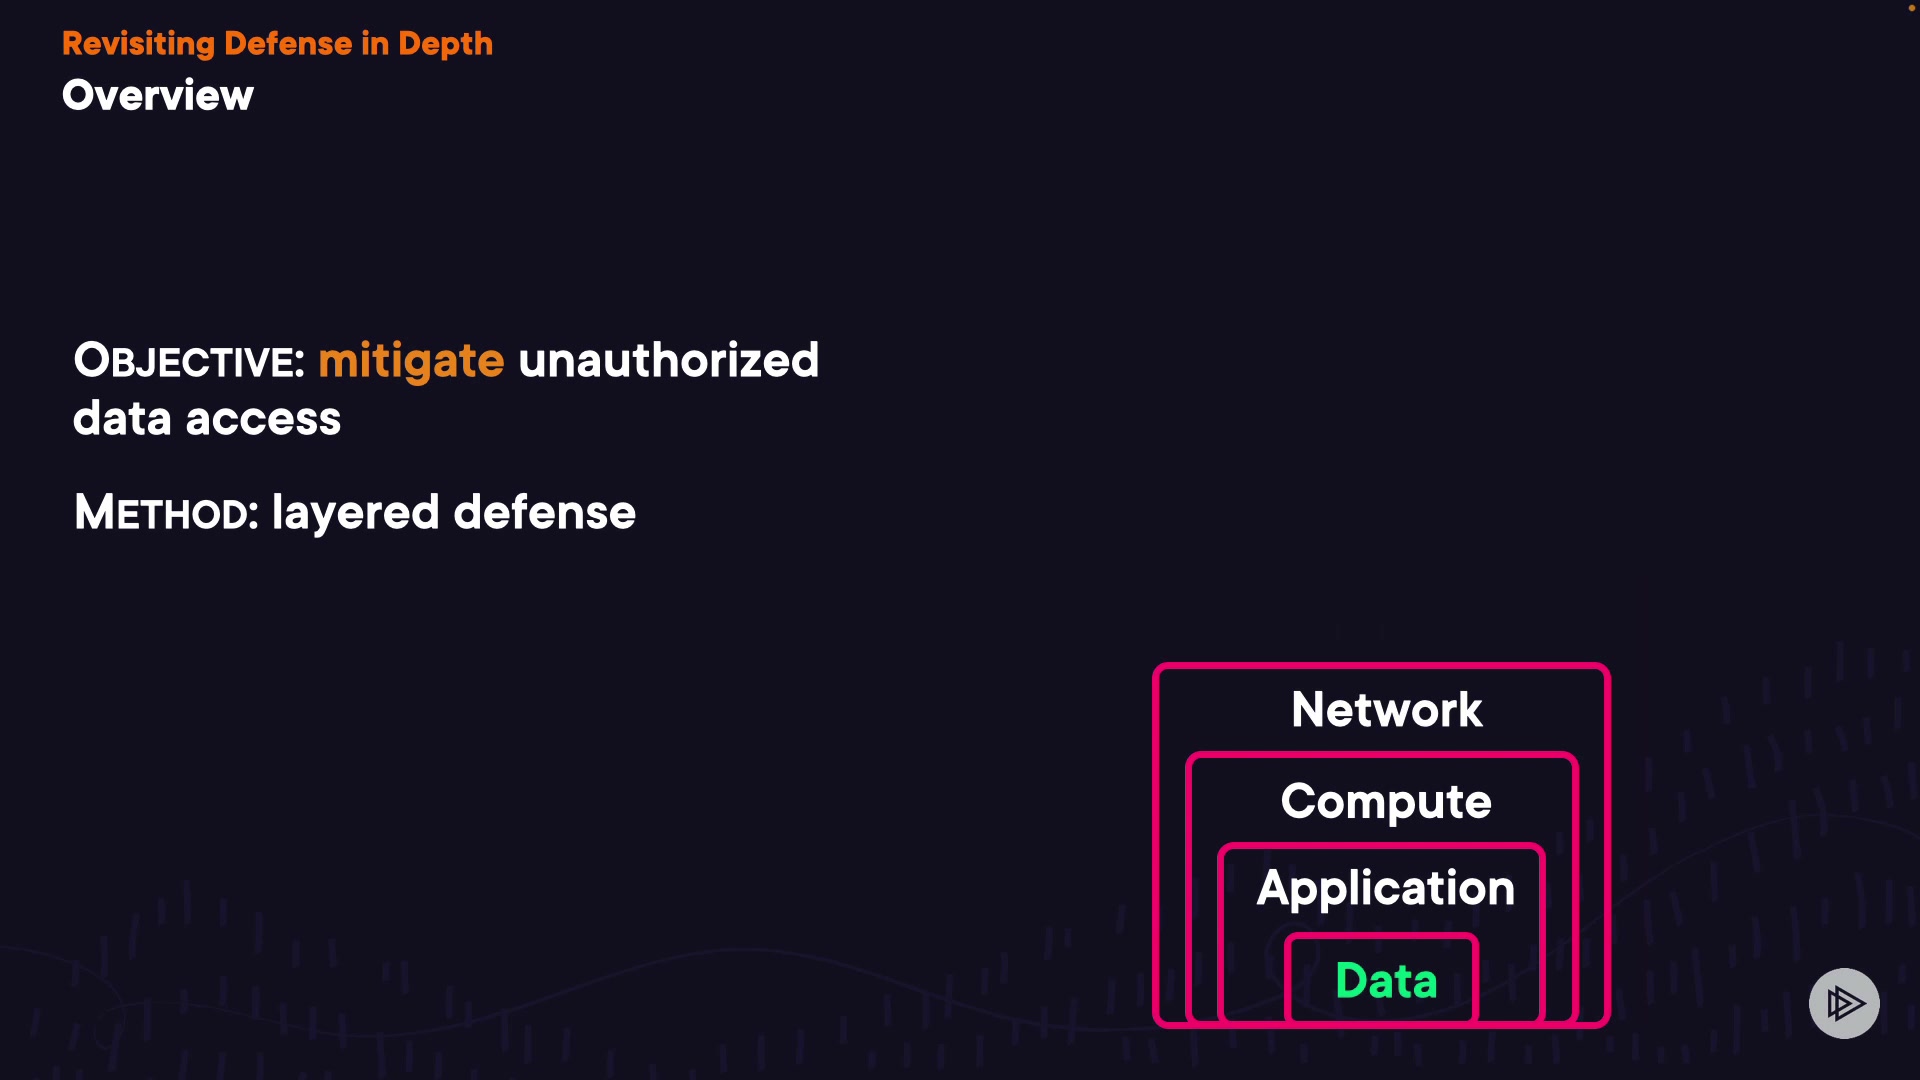 Revisiting Defense in Depth
Overview
OBJECTIVE: mitigate unauthorized
data access
METHOD: layered defense
Network
Compute
Application
Data